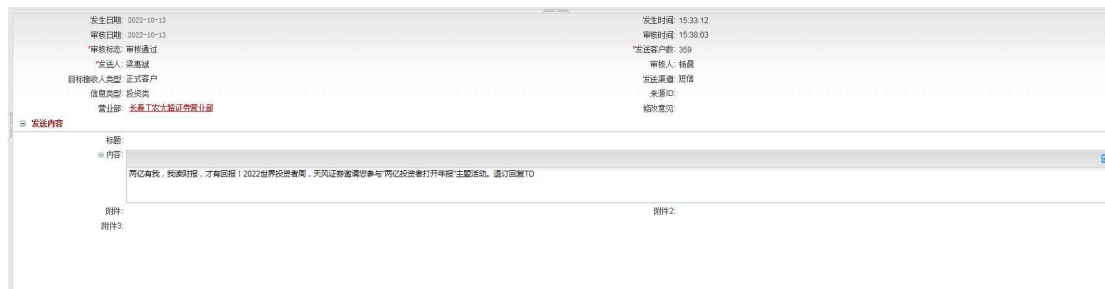 发生日期: 2022-10-13 发生时间: 15:33:12
审核日期: 2022-10-13 审核时间: 15:38:03
*审核标志: 审核通过 *发送客户数: 359
*发送人: 梁惠斌 审核人: 杨晨
目标接收人类型: 正式客户 发送渠道: 短信
信息类型: 投资类 来源ID:
营业部: 长春工农大路证券营业部 修改意见:
发送内容
标题:
内容:
两亿有我，我读财报，才有回报！2022世界投资者周，天风证券邀请您参与“两亿投资者打开年报”主题活动。退订回复TD
附件: 附件2:
附件3: